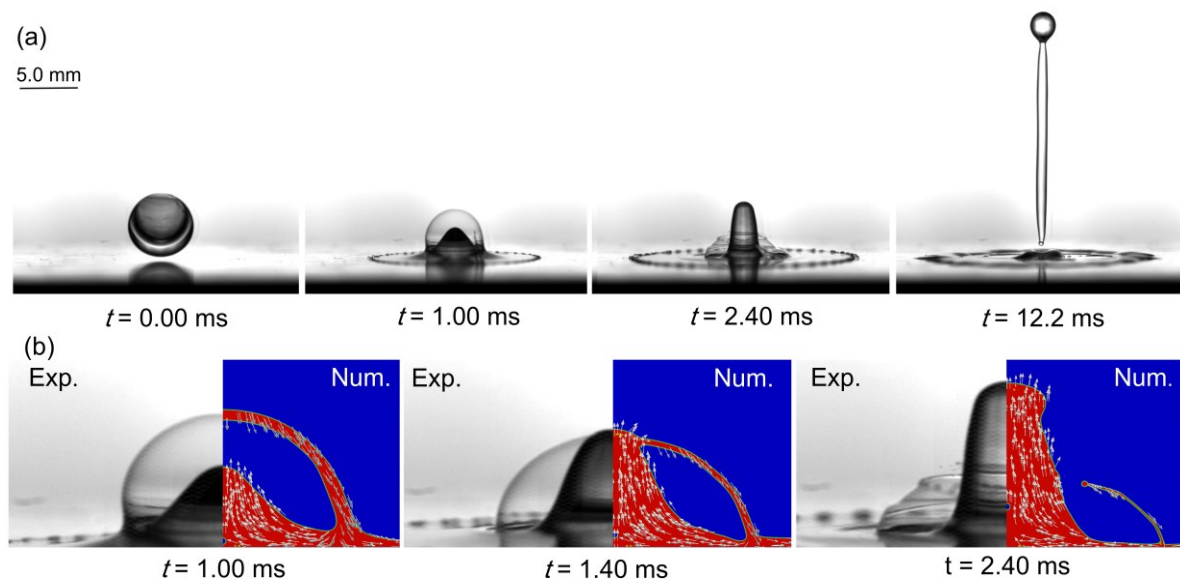 (a)
5.0 mm
t = 0.00 ms
t = 1.00 ms
t = 2.40 ms
t = 12.2 ms
(b)
Exp.
Num.
Exp.
Num.
Exp.
Num.
t = 1.00 ms
t = 1.40 ms
t = 2.40 ms